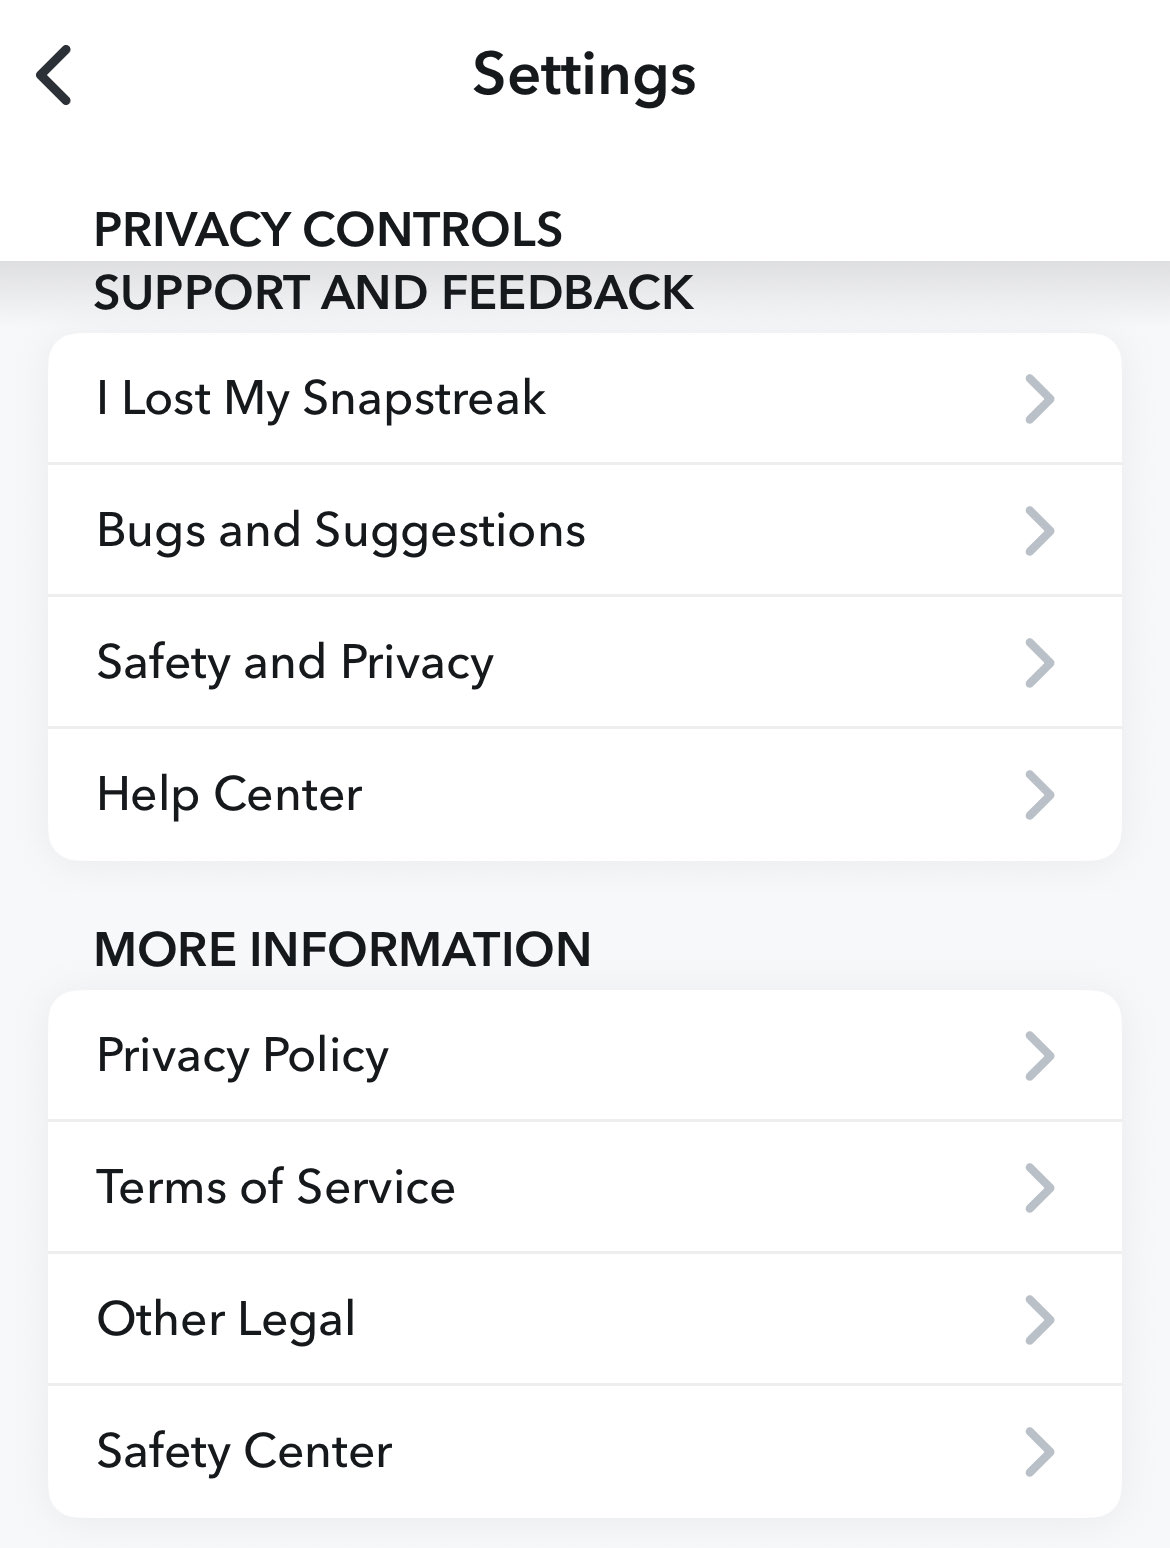 Settings
PRIVACY CONTROLS
SUPPORT AND FEEDBACK
I Lost My Snapstreak
Bugs and Suggestions
Safety and Privacy
Help Center
MORE INFORMATION
Privacy Policy
Terms of Service
Other Legal
Safety Center